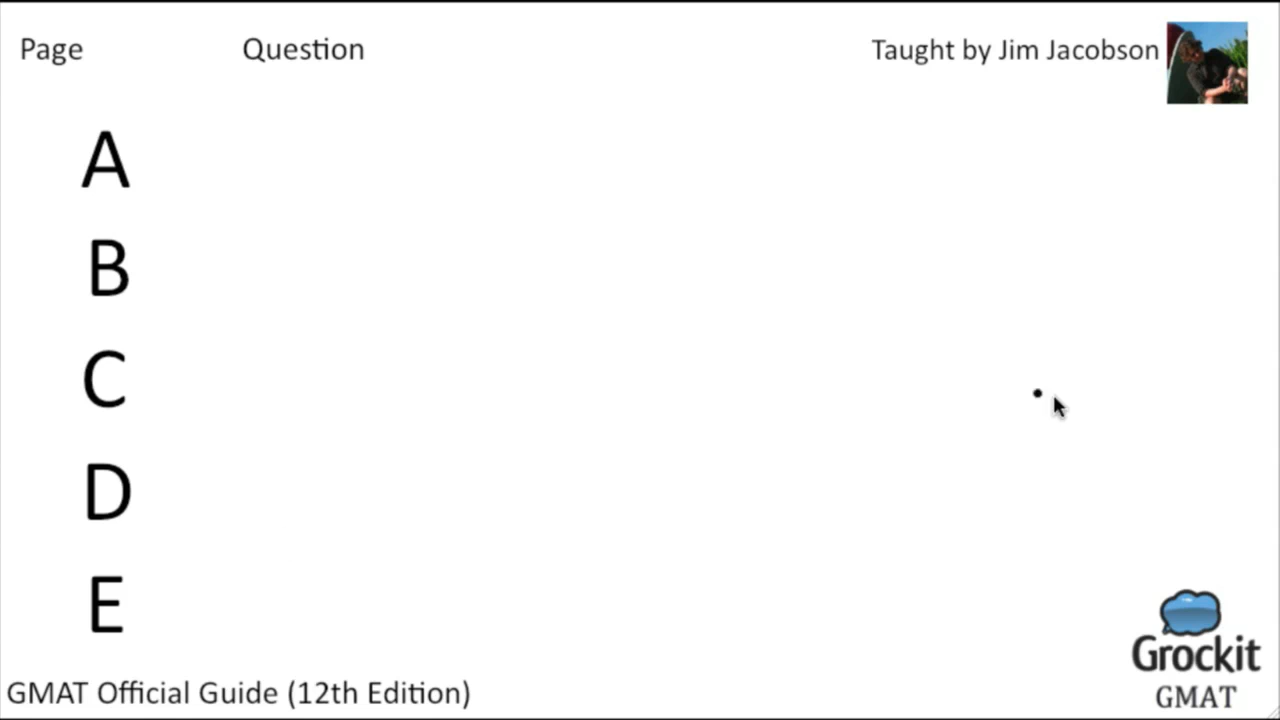 Page Question Taught by Jim Jacobson
A
B
C
D
E
Grockit
GMAT
GMAT Official Guide (12th Edition)